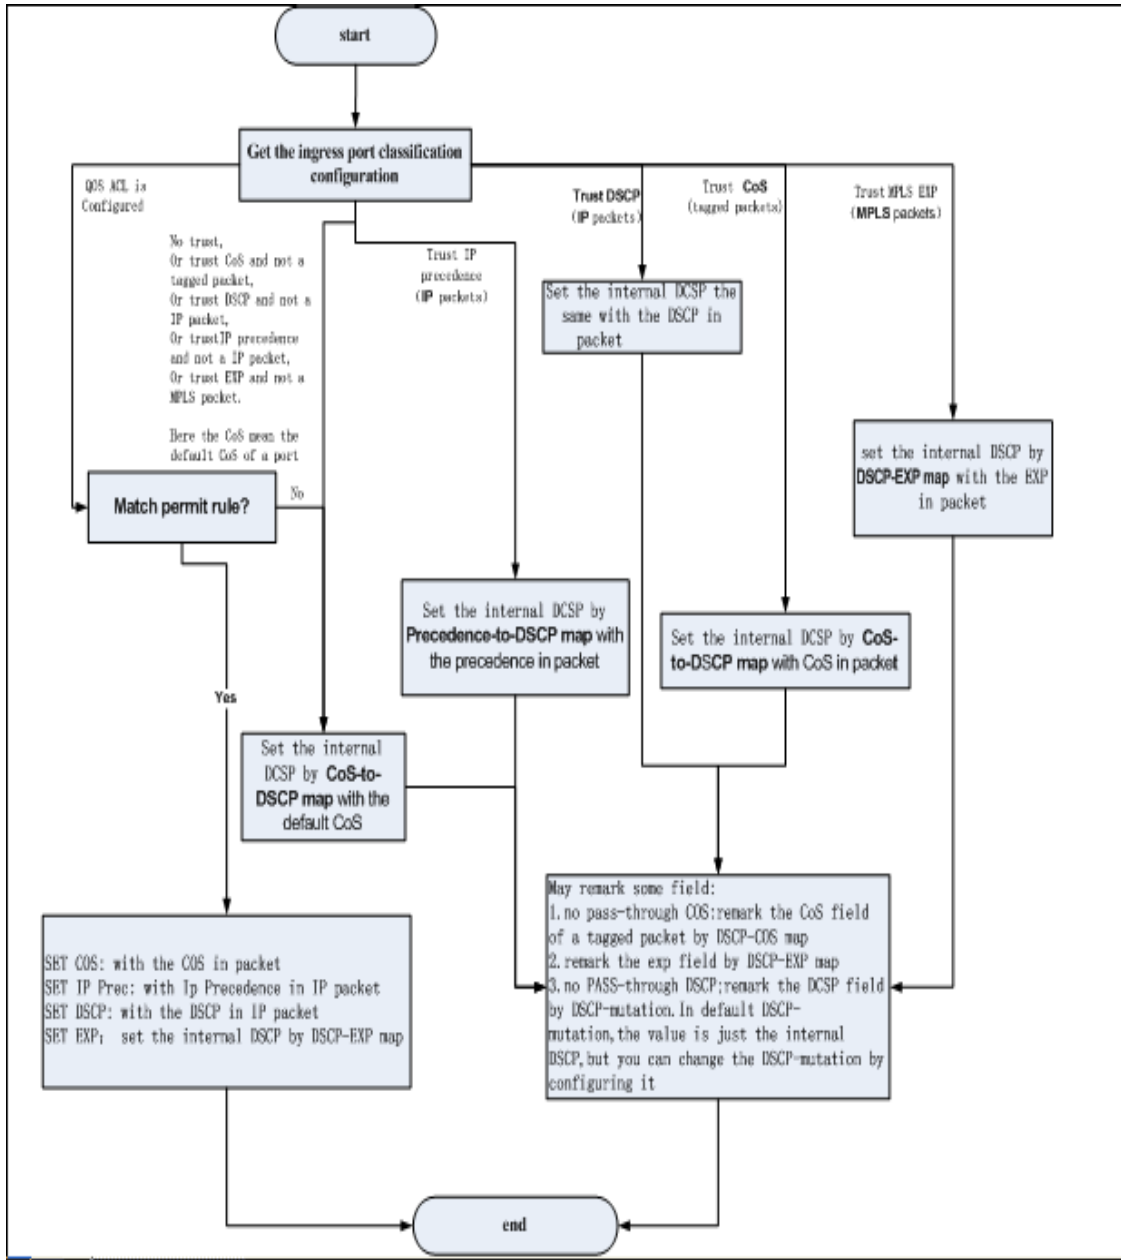 start
Get the ingress port classification
configuration
QOS ACL is
Configured
No trust,
Or trust CoS and not a
tagged packet,
Or trust DSCP and not a
IP packet,
Or trustIP precedence
and not a IP packet,
Or trust EXP and not a
MPLS packet.
Here the CoS mean the
default CoS of a port
Trust IP
precedence
(IP packets)
Trust DSCP
(IP packets)
Trust CoS
(tagged packets)
Trust MPLS EXP
(MPLS packets)
Set the internal DCSP the
same with the DSCP in
packet
set the internal DSCP by
DSCP-EXP map with the EXP
in packet
Match permit rule?
No
Set the internal DCSP by
Precedence-to-DSCP map with
the precedence in packet
Set the internal DCSP by CoS-
to-DSCP map with CoS in packet
Yes
Set the internal
DCSP by CoS-to-
DSCP map with the
default CoS
SET COS: with the COS in packet
SET IP Prec: with Ip Precedence in IP packet
SET DSCP: with the DSCP in IP packet
SET EXP: set the internal DSCP by DSCP-EXP map
May remark some field:
1.no pass-through COS:remark the CoS field
of a tagged packet by DSCP-COS map
2.remark the exp field by DSCP-EXP map
3.no PASS-through DSCP;remark the DCSP field
by DSCP-mutation.In default DSCP-
mutation,the value is just the internal
DSCP,but you can change the DSCP-mutation by
configuring it
end